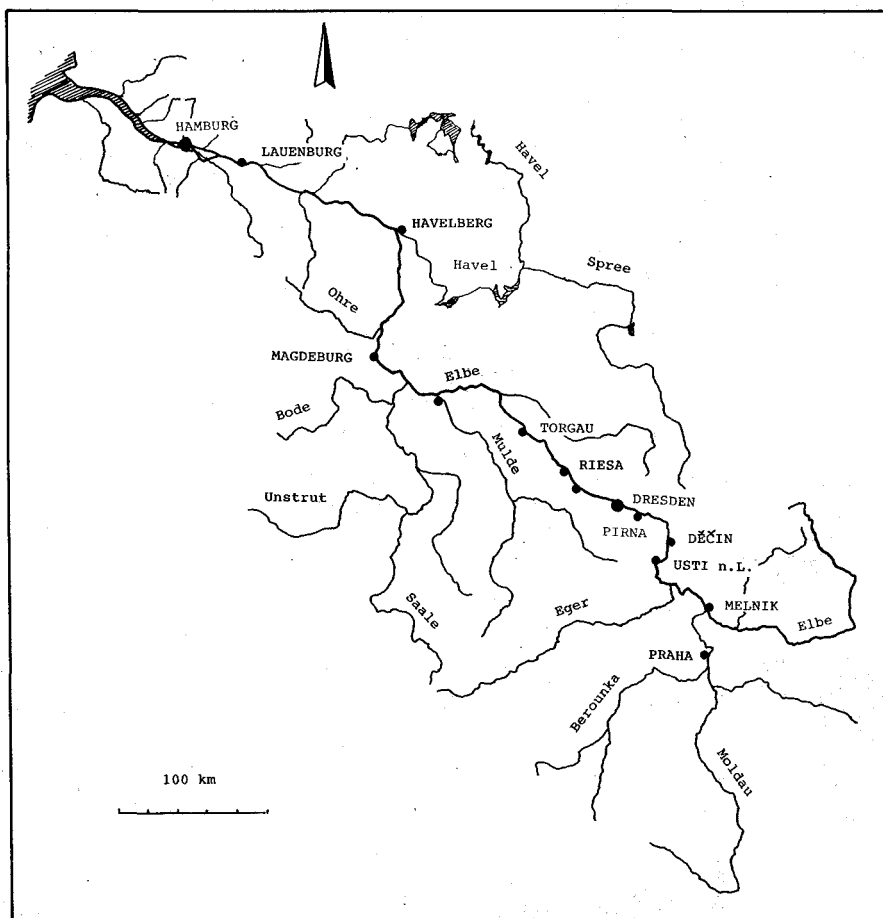 HAMBURG
LAUENBURG
Havel
HAVELBERG
Havel
Spree
Ohre
MAGDEBURG
Elbe
Bode
TORGAU
Mulde
RIESA
Unstrut
DRESDEN
PIRNA
DĚČIN
USTI n.L.
Saale
Eger
MELNIK
Elbe
PRAHA
Berounka
Moldau
100 km